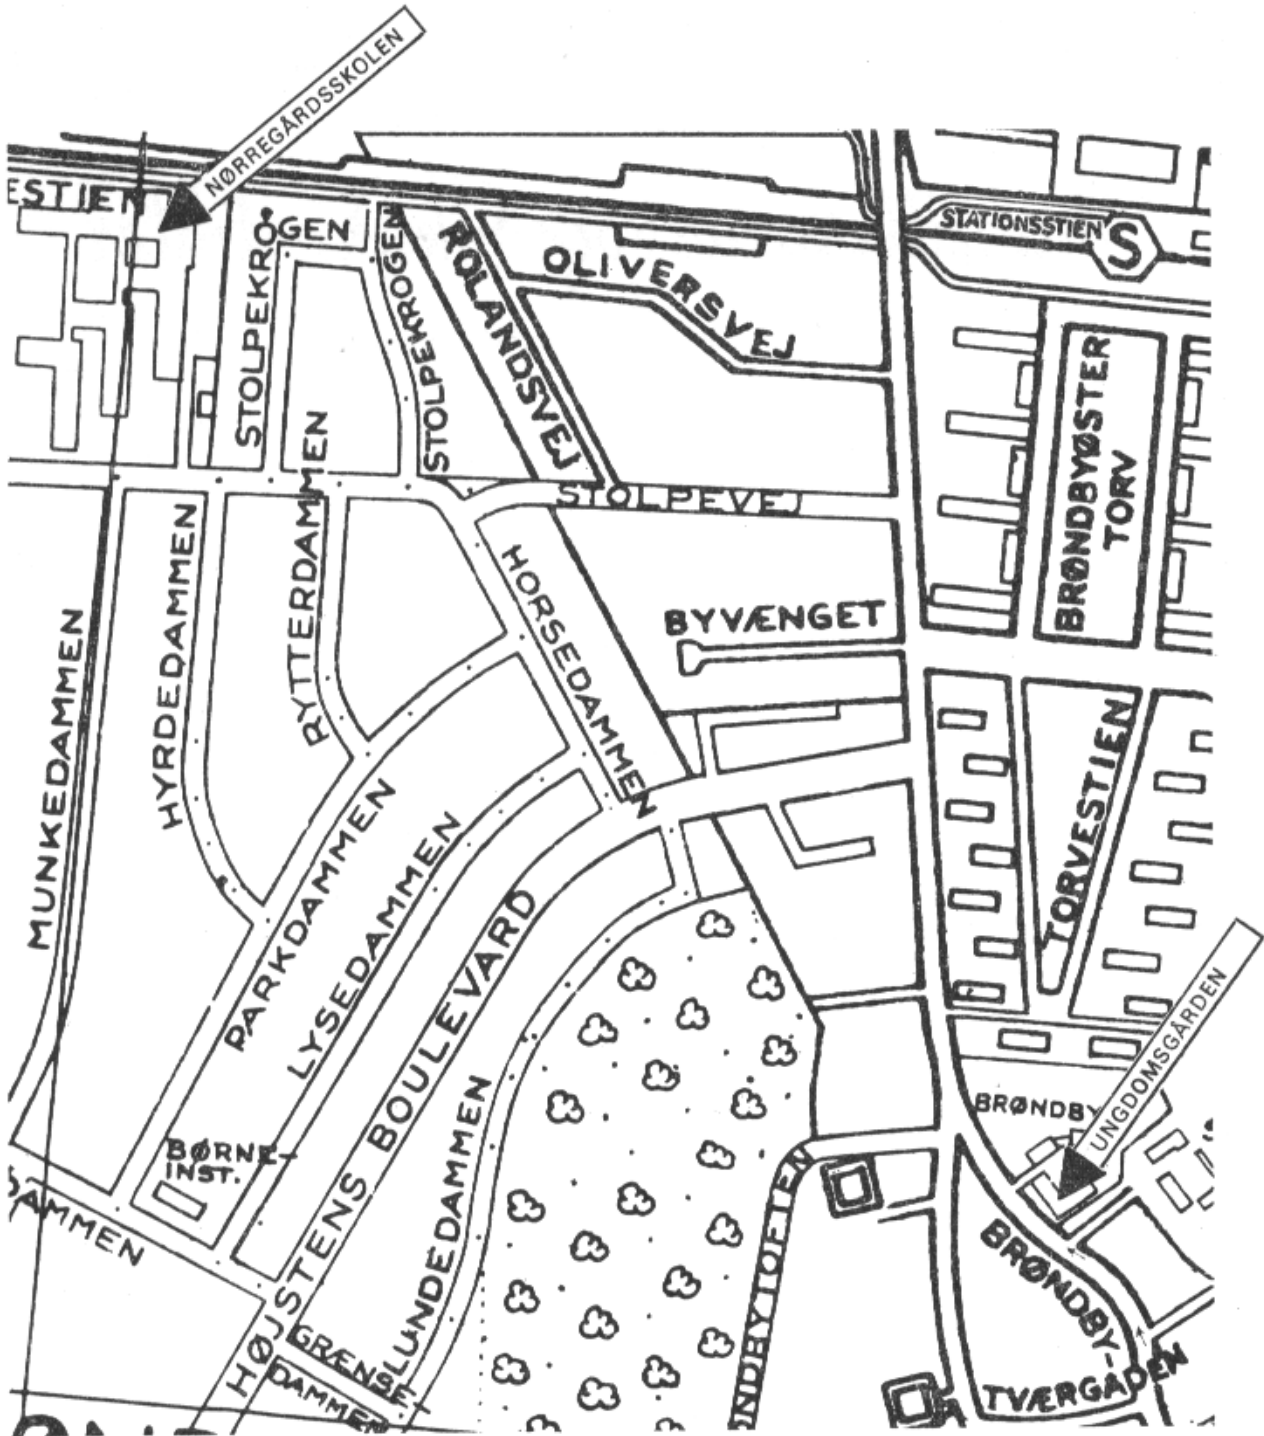 NØRREGÅRDSSKOLEN
ESTIEN
STOLPEKROGEN
STOLPEKROGEN
ROLANDSVEJ
OLIVERSVEJ
STATIONSSTIEN
S
BRØNDBYØSTER
TORV
STOLPEVEJ
HYRDEDAMMEN
RYTTERDAMMEN
HORSEDAMMEN
BYVÆNGET
MUNKEDAMMEN
PARKDAMMEN
LYSEDAMMEN
HØJSTENS BOULEVARD
TORVESTIEN
UNGDOMSGÅRDEN
BRØNDBY
LUNDEDAMMEN
BØRNE-
INST.
DAMMEN
NDBYTOFTEN
BRØNDBY-
TVÆRGADEN
GRÆNSE-
DAMMEN